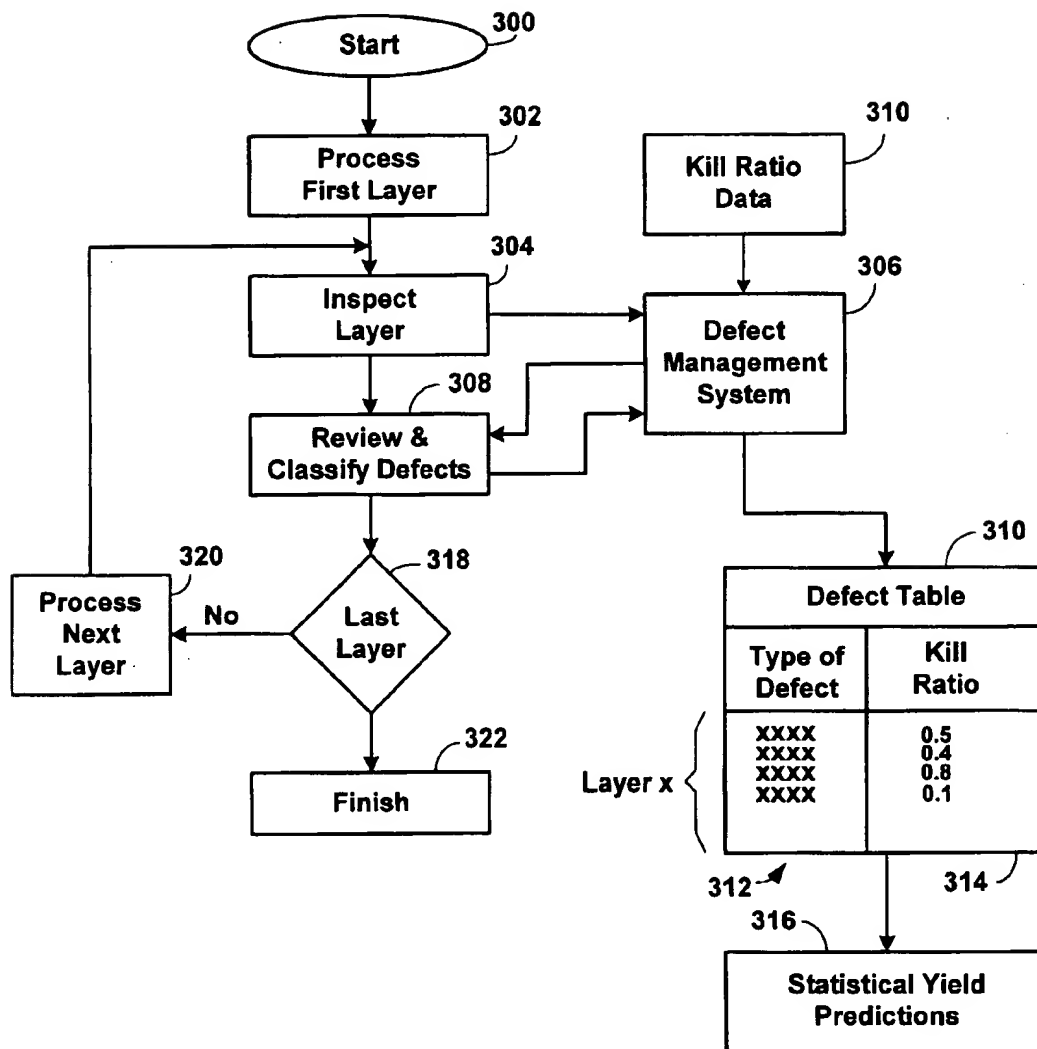 300
Start
302
Process
First Layer
310
Kill Ratio
Data
304
Inspect
Layer
306
Defect
Management
System
308
Review &
Classify Defects
318
Last
Layer
No
320
Process
Next
Layer
322
Finish
310
Defect Table
Type of
Defect
Kill
Ratio
Layer x
XXXX 0.5
XXXX 0.4
XXXX 0.8
XXXX 0.1
312
314
316
Statistical Yield
Predictions